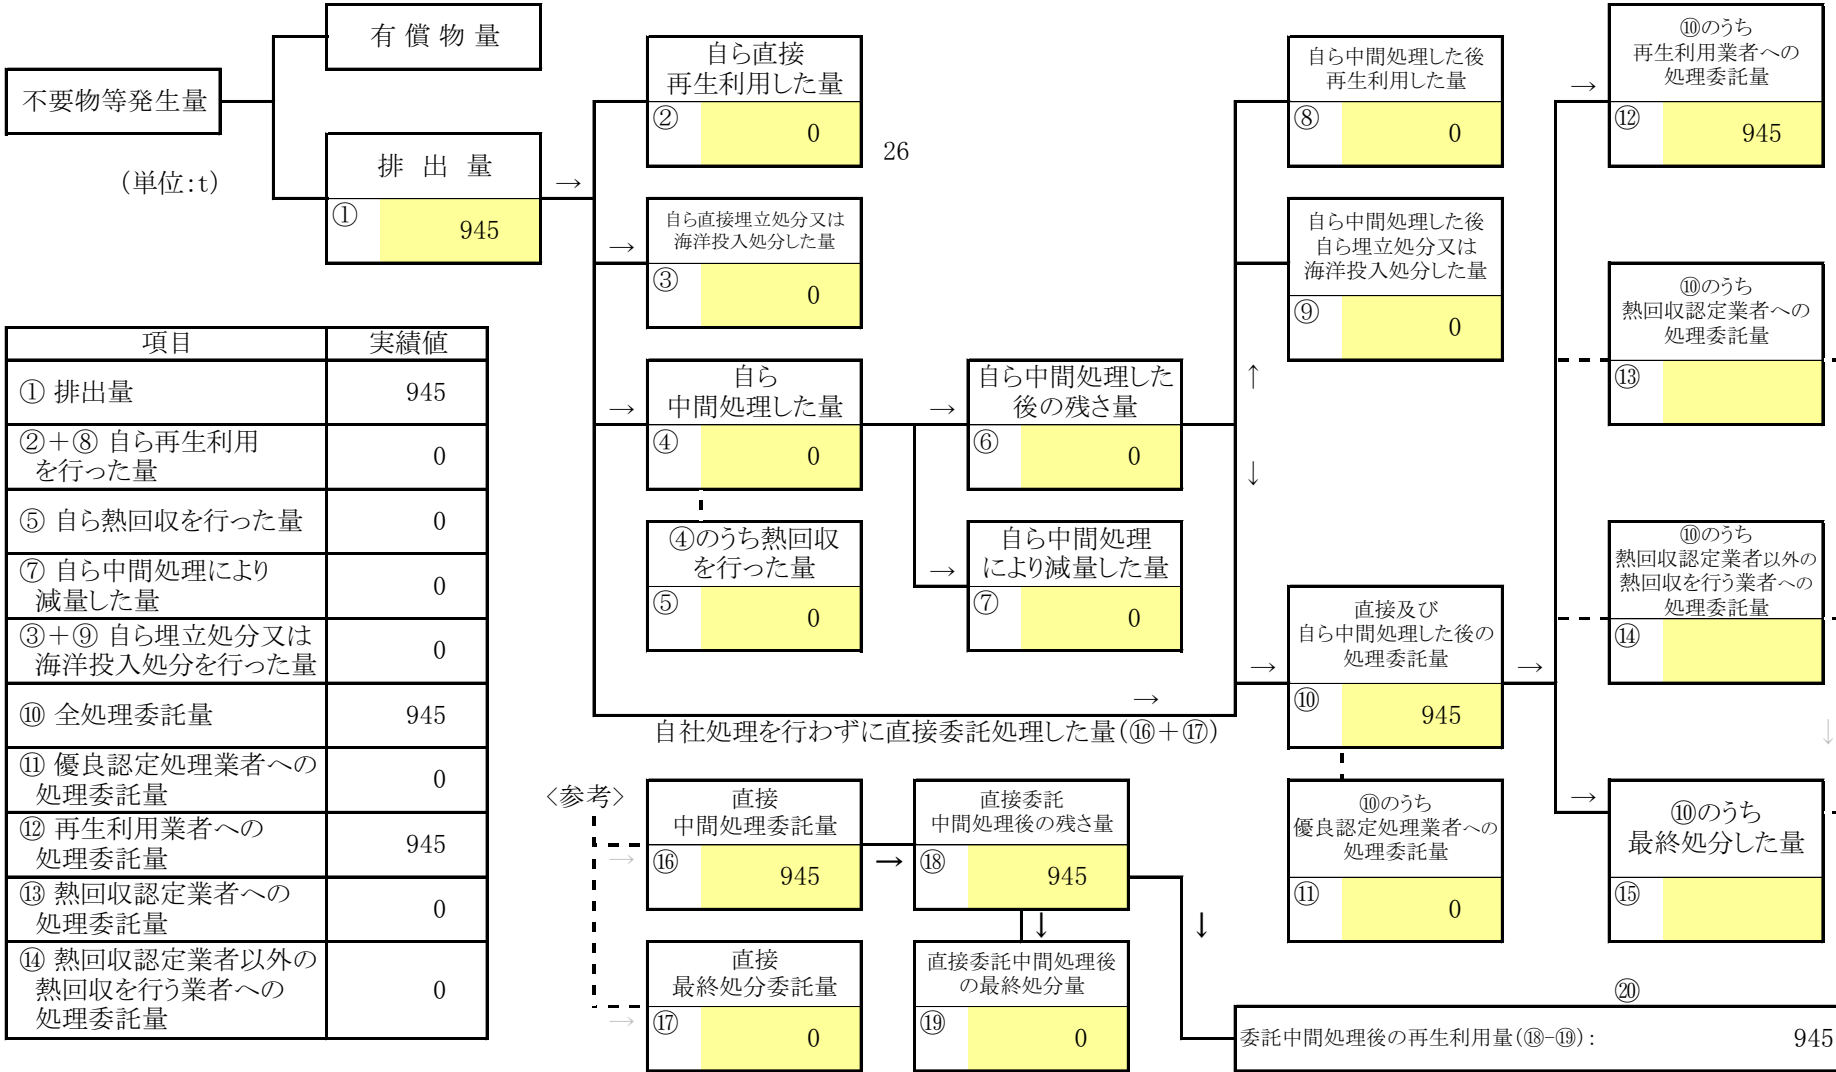 有 償 物 量
不要物等発生量
(単位:t)
排 出 量
①
945
→
自ら直接
再生利用した量
②
0
26
→
自ら直接埋立処分又は
海洋投入処分した量
③
0
→
自ら
中間処理した量
④
0
④のうち熱回収
を行った量
⑤
0
→
自ら中間処理した
後の残さ量
⑥
0
→
自ら中間処理
により減量した量
⑦
0
↑
↓
自ら中間処理した後
再生利用した量
⑧
0
自ら中間処理した後
自ら埋立処分又は
海洋投入処分した量
⑨
0
→
自社処理を行わずに直接委託処理した量(⑯+⑰)
→
直接及び
自ら中間処理した後の
処理委託量
⑩
945
→
⑩のうち
優良認定処理業者への
処理委託量
⑪
0
→
⑩のうち
再生利用業者への
処理委託量
⑫
945
⑩のうち
熱回収認定業者への
処理委託量
⑬
⑩のうち
熱回収認定業者以外の
熱回収を行う業者への
処理委託量
⑭
↓
→
⑩のうち
最終処分した量
⑮
項目 実績値
① 排出量 945
②+⑧ 自ら再生利用
を行った量 0
⑤ 自ら熱回収を行った量 0
⑦ 自ら中間処理により
減量した量 0
③+⑨ 自ら埋立処分又は
海洋投入処分を行った量 0
⑩ 全処理委託量 945
⑪ 優良認定処理業者への
処理委託量 0
⑫ 再生利用業者への
処理委託量 945
⑬ 熱回収認定業者への
処理委託量 0
⑭ 熱回収認定業者以外の
熱回収を行う業者への
処理委託量 0
<参考>
→
直接
中間処理委託量
⑯
945
→
直接委託
中間処理後の残さ量
⑱
945
↓
↓
→
直接
最終処分委託量
⑰
0
直接委託中間処理後
の最終処分量
⑲
0
⑳
委託中間処理後の再生利用量(⑱-⑲): 945